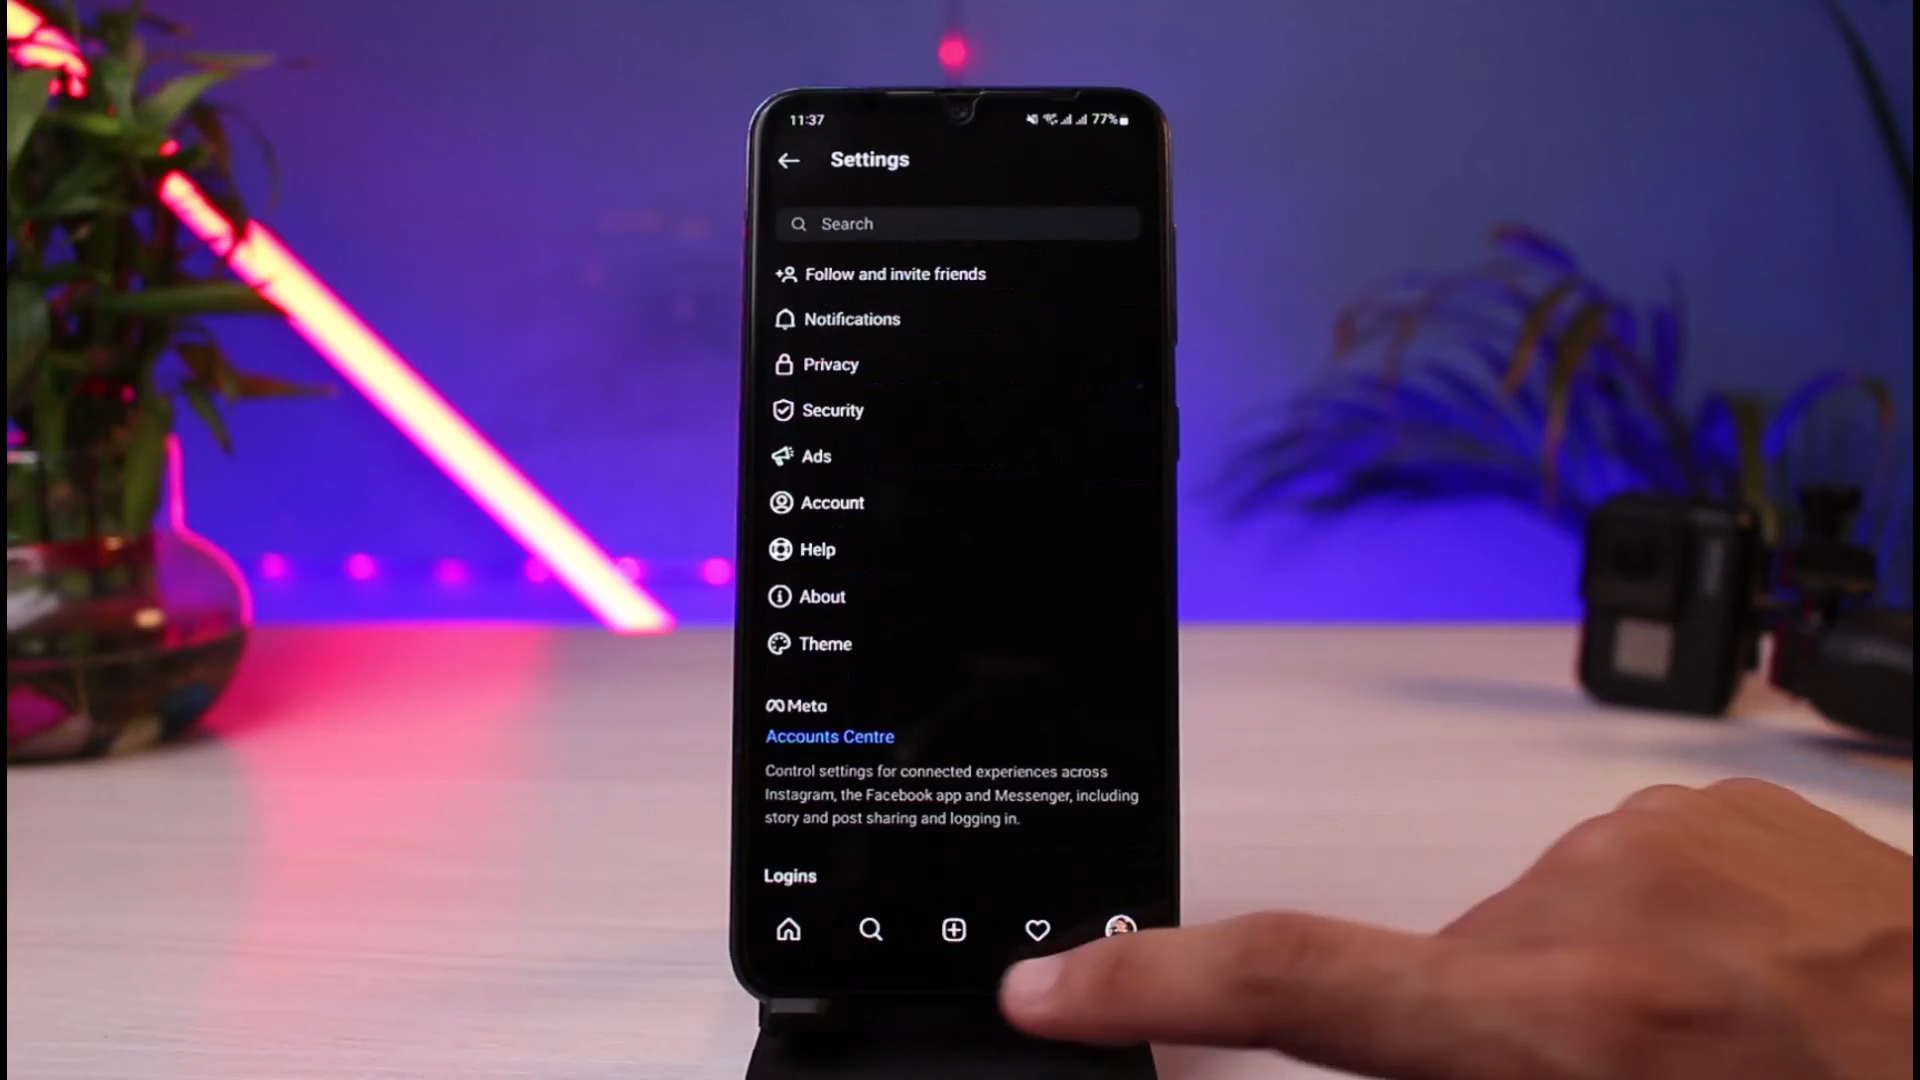 11:37
77%
Settings
Search
Follow and invite friends
Notifications
Privacy
Security
Ads
Account
Help
About
Theme
Meta
Accounts Centre
Control settings for connected experiences across
Instagram, the Facebook app and Messenger, including
story and post sharing and logging in.
Logins